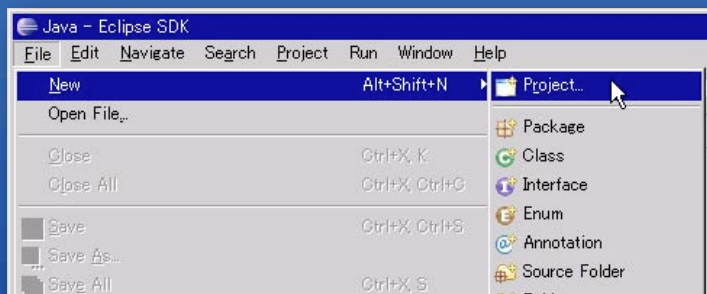 Java - Eclipse SDK
File Edit Navigate Search Project Run Window Help
New Alt+Shift+N
Open File...
Close Ctrl+X, K
Close All Ctrl+X, Ctrl+C
Save Ctrl+X, Ctrl+S
Save As...
Save All Ctrl+X, S
Project...
Package
Class
Interface
Enum
Annotation
Source Folder